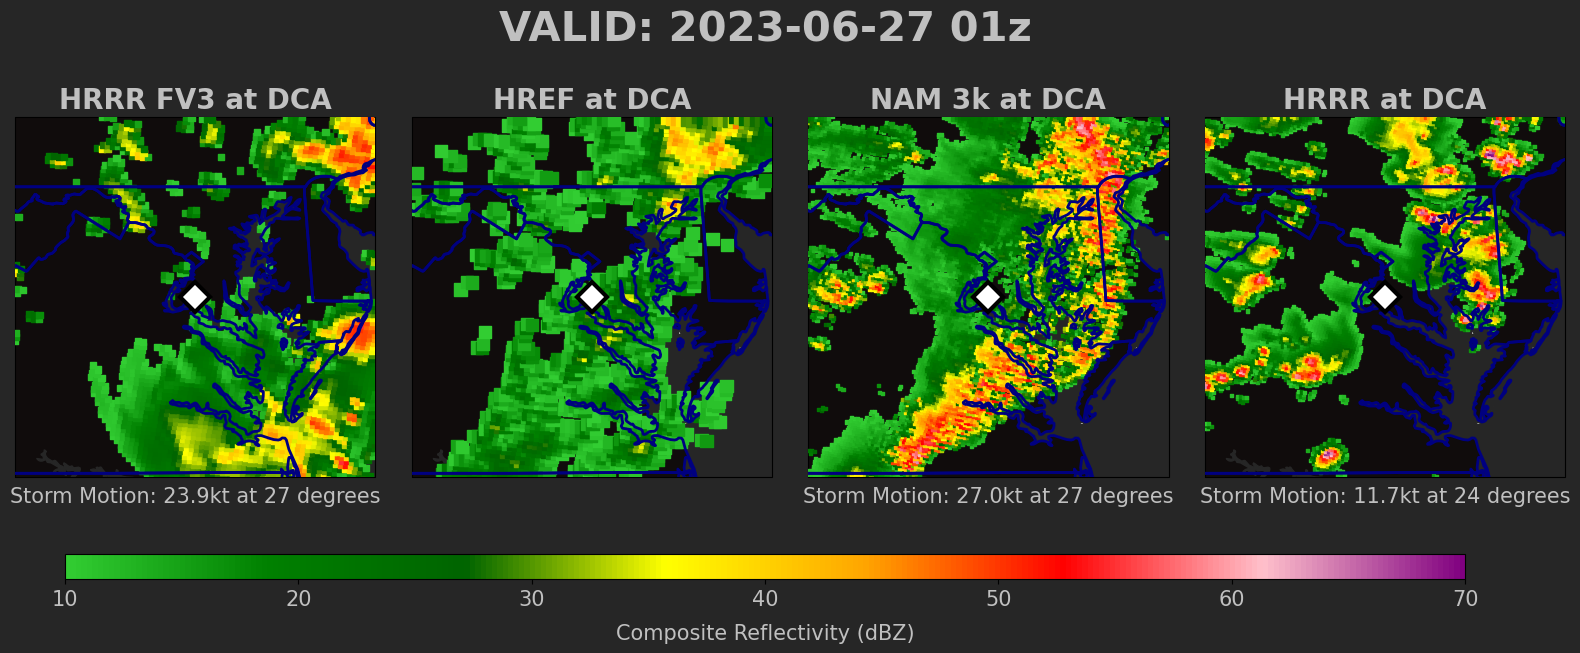 VALID: 2023-06-27 01z
HRRR FV3 at DCA
HREF at DCA
NAM 3k at DCA
HRRR at DCA
Storm Motion: 23.9kt at 27 degrees
Storm Motion: 27.0kt at 27 degrees
Storm Motion: 11.7kt at 24 degrees
10 20 30 40 50 60 70
Composite Reflectivity (dBZ)